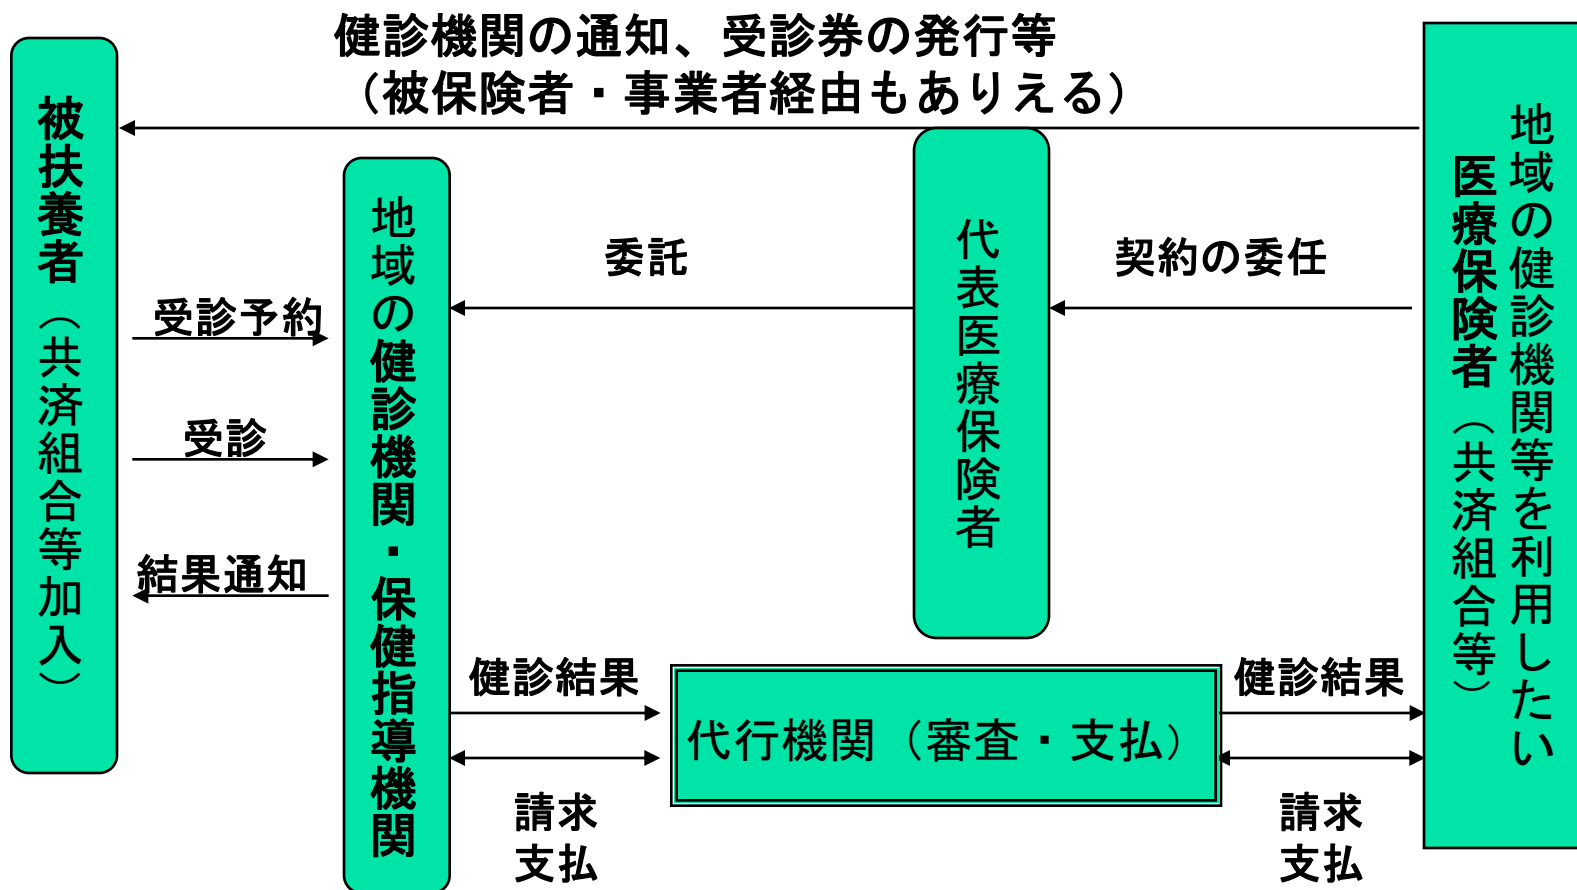 健診機関の通知、受診券の発行等
（被保険者・事業者経由もありえる）
被扶養者（共済組合等加入）
受診予約
受診
結果通知
地域の健診機関・保健指導機関
委託
代表医療保険者
契約の委任
地域の健診機関等を利用したい
医療保険者（共済組合等）
健診結果
請求
支払
代行機関（審査・支払）
健診結果
請求
支払